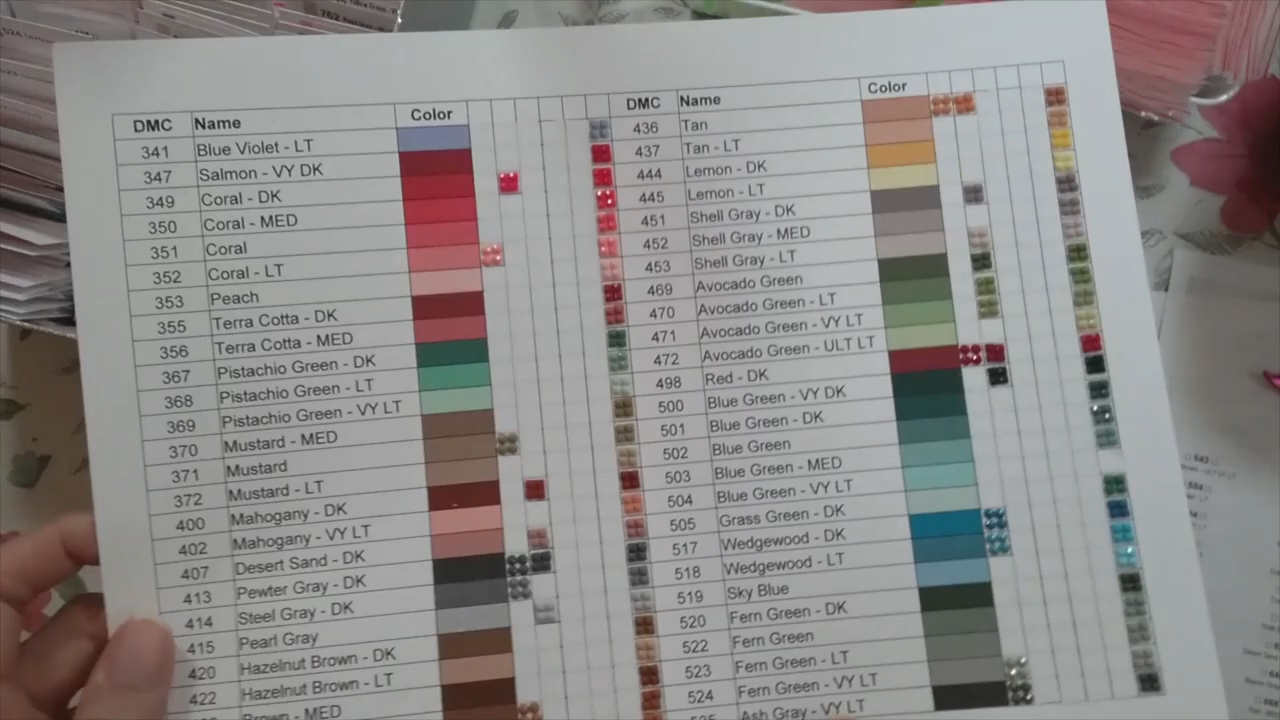 762
DMC Name Color
341 Blue Violet - LT
347 Salmon - VY DK
349 Coral - DK
350 Coral - MED
351 Coral
352 Coral - LT
353 Peach
355 Terra Cotta - DK
356 Terra Cotta - MED
367 Pistachio Green - DK
368 Pistachio Green - LT
369 Pistachio Green - VY LT
370 Mustard - MED
371 Mustard
372 Mustard - LT
400 Mahogany - DK
402 Mahogany - VY LT
407 Desert Sand - DK
413 Pewter Gray - DK
414 Steel Gray - DK
415 Pearl Gray
420 Hazelnut Brown - DK
422 Hazelnut Brown - LT
Brown - MED
DMC Name Color
436 Tan
437 Tan - LT
444 Lemon - DK
445 Lemon - LT
451 Shell Gray - DK
452 Shell Gray - MED
453 Shell Gray - LT
469 Avocado Green
470 Avocado Green - LT
471 Avocado Green - VY LT
472 Avocado Green - ULT LT
498 Red - DK
500 Blue Green - VY DK
501 Blue Green - DK
502 Blue Green
503 Blue Green - MED
504 Blue Green - VY LT
505 Grass Green - DK
517 Wedgewood - DK
518 Wedgewood - LT
519 Sky Blue
520 Fern Green - DK
522 Fern Green
523 Fern Green - LT
524 Fern Green - VY LT
Ash Gray - VY LT